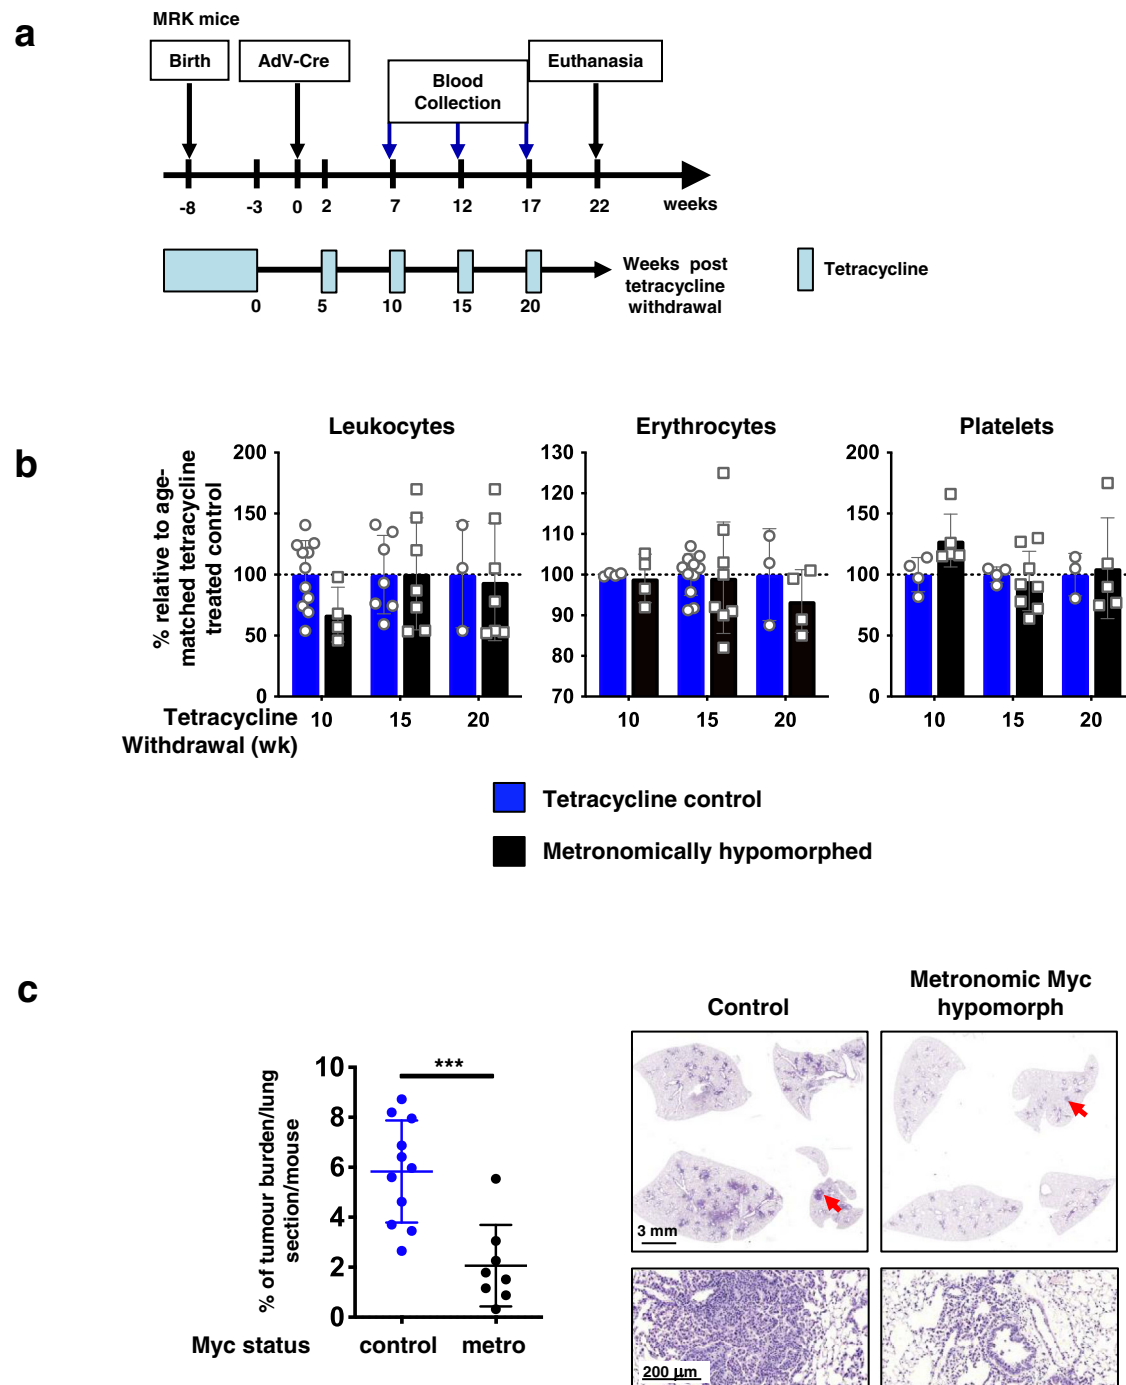 a
MRK mice
Birth
AdV-Cre
Blood
Collection
Euthanasia
-8
-3
0
2
7
12
17
22
weeks
0
5
10
15
20
Weeks post
tetracycline
withdrawal
Tetracycline
b
% relative to age-
matched tetracycline
treated control
Leukocytes
200
150
100
50
0
10
15
20
Erythrocytes
130
120
110
100
90
80
70
10
15
20
Platelets
200
150
100
50
0
10
15
20
Tetracycline
Withdrawal (wk)
Tetracycline control
Metronomically hypomorphed
c
% of tumour burden/lung
section/mouse
10
8
6
4
2
0
***
Myc status
control
metro
Control
Metronomic Myc
hypomorph
3 mm
200 μm